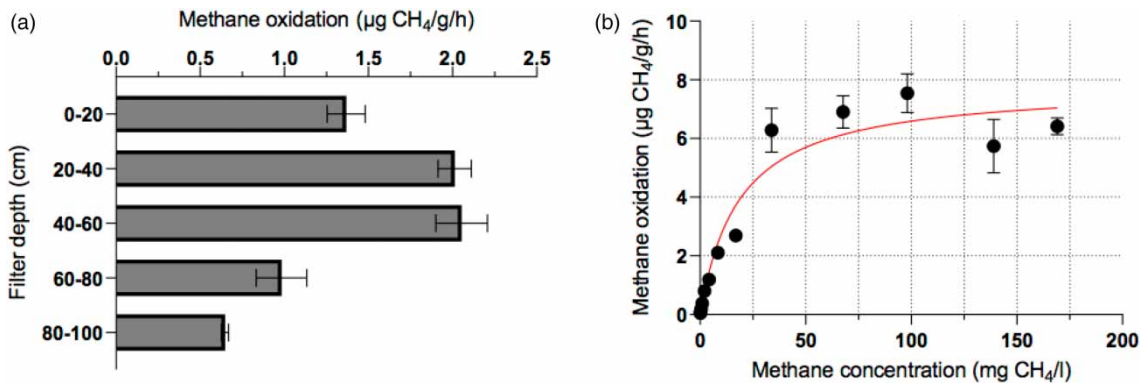 (a)
Methane oxidation (µg CH₄/g/h)
0.0 0.5 1.0 1.5 2.0 2.5
Filter depth (cm)
0-20
20-40
40-60
60-80
80-100
(b)
Methane oxidation (µg CH₄/g/h)
10
8
6
4
2
0
0 50 100 150 200
Methane concentration (mg CH₄/l)